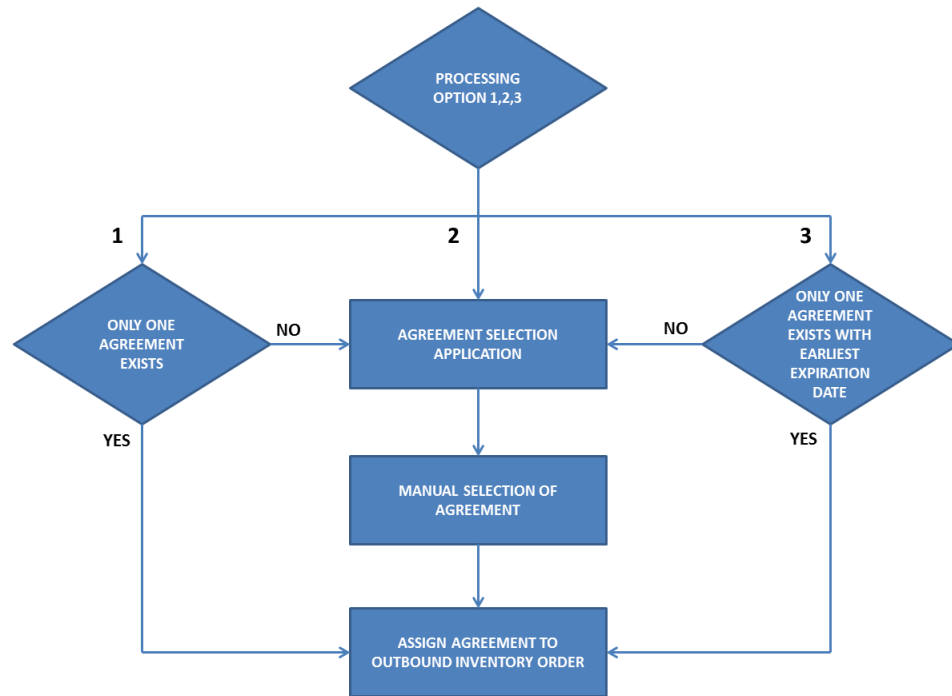 PROCESSING
OPTION 1,2,3
1
2
3
ONLY ONE
AGREEMENT
EXISTS
NO
AGREEMENT SELECTION
APPLICATION
NO
ONLY ONE
AGREEMENT
EXISTS WITH
EARLIEST
EXPIRATION
DATE
YES
YES
MANUAL SELECTION OF
AGREEMENT
ASSIGN AGREEMENT TO
OUTBOUND INVENTORY ORDER